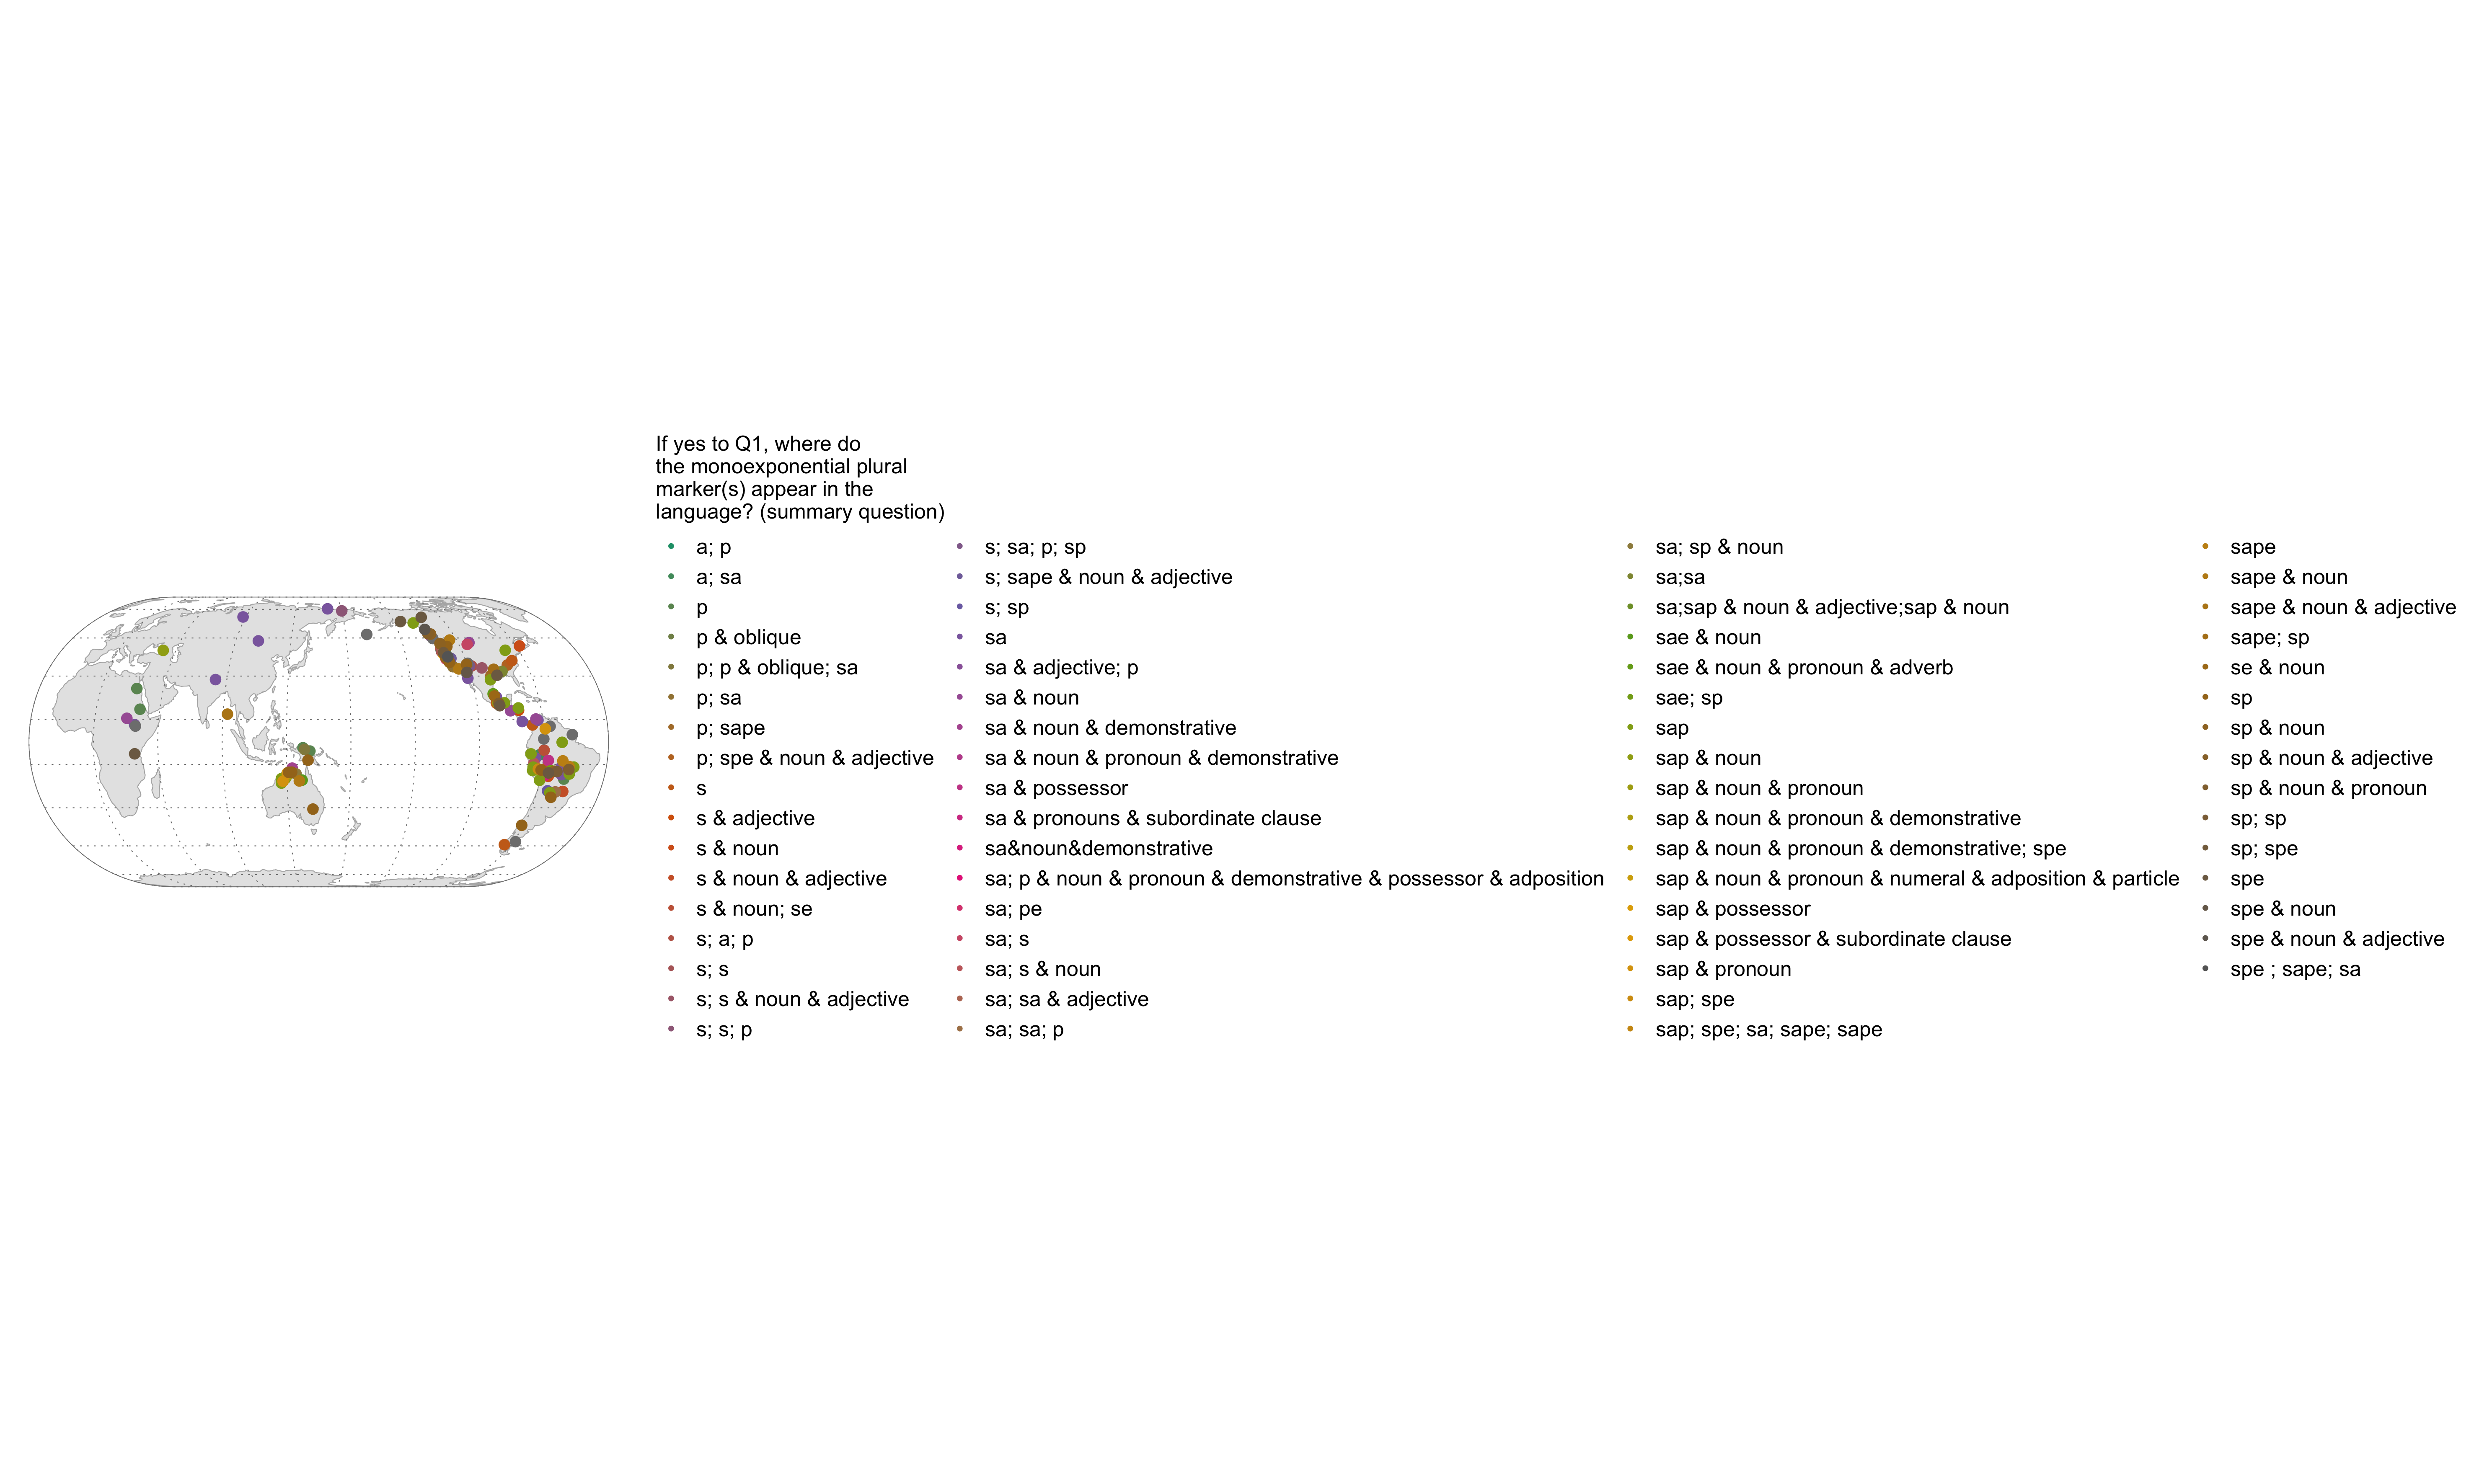 If yes to Q1, where do
the monoexponential plural
marker(s) appear in the
language? (summary question)
a; p
a; sa
p
p & oblique
p; p & oblique; sa
p; sa
p; sape
p; spe & noun & adjective
s
s & adjective
s & noun
s & noun & adjective
s & noun; se
s; a; p
s; s
s; s & noun & adjective
s; s; p
s; sa; p; sp
s; sape & noun & adjective
s; sp
sa
sa & adjective; p
sa & noun
sa & noun & demonstrative
sa & noun & pronoun & demonstrative
sa & possessor
sa & pronouns & subordinate clause
sa&noun&demonstrative
sa; p & noun & pronoun & demonstrative & possessor & adposition
sa; pe
sa; s
sa; s & noun
sa; sa & adjective
sa; sa; p
sa; sp & noun
sa;sa
sa;sap & noun & adjective;sap & noun
sae & noun
sae & noun & pronoun & adverb
sae; sp
sap
sap & noun
sap & noun & pronoun
sap & noun & pronoun & demonstrative
sap & noun & pronoun & demonstrative; spe
sap & noun & pronoun & numeral & adposition & particle
sap & possessor
sap & possessor & subordinate clause
sap & pronoun
sap; spe
sap; spe; sa; sape; sape
sape
sape & noun
sape & noun & adjective
sape; sp
se & noun
sp
sp & noun
sp & noun & adjective
sp & noun & pronoun
sp; sp
sp; spe
spe
spe & noun
spe & noun & adjective
spe ; sape; sa